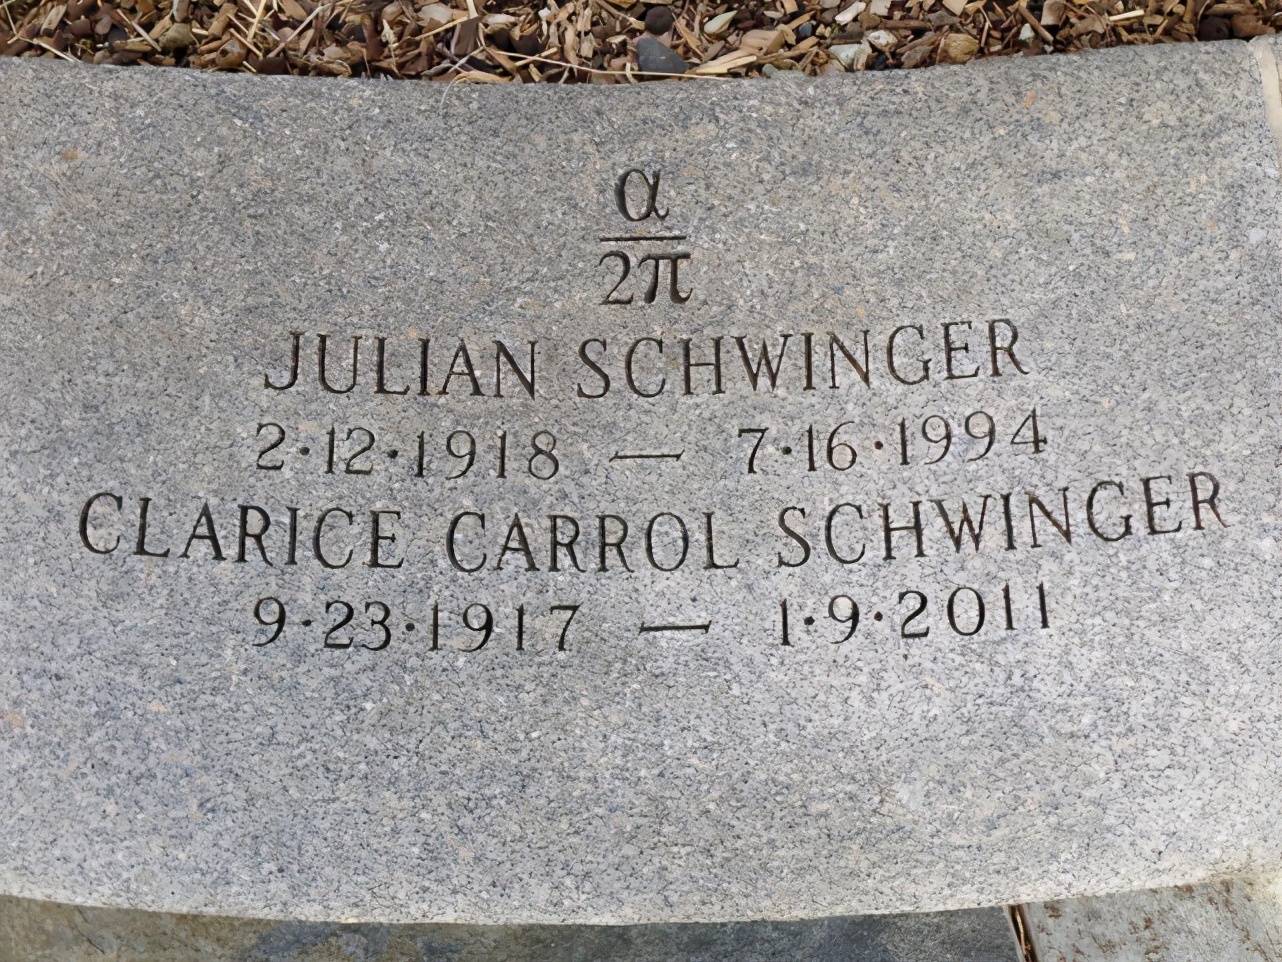 α
2π
JULIAN SCHWINGER
2·12·1918 — 7·16·1994
CLARICE CARROL SCHWINGER
9·23·1917 — 1·9·2011